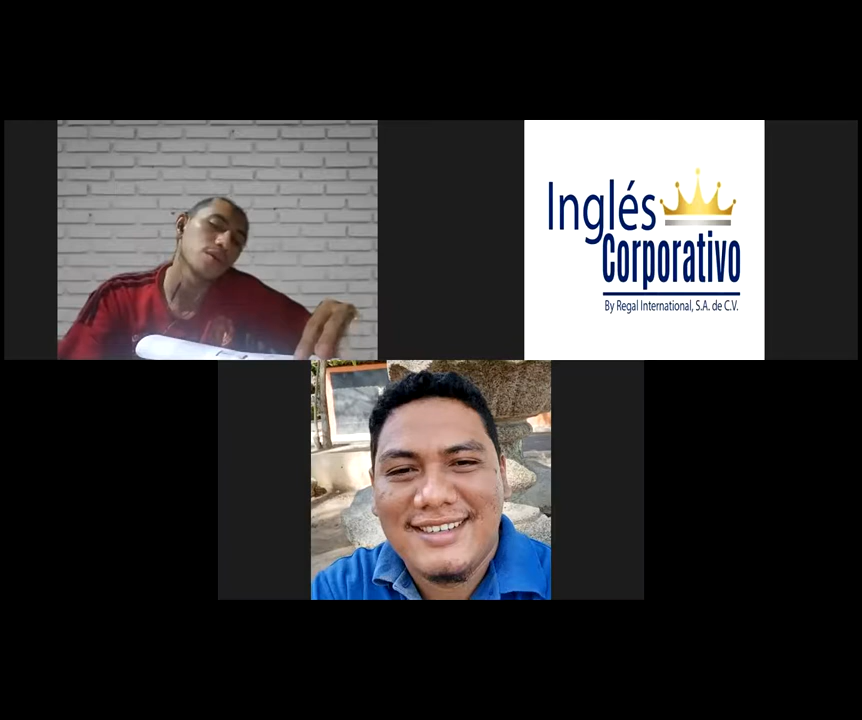 Inglés
Corporativo
By Regal International, S.A. de C.V.